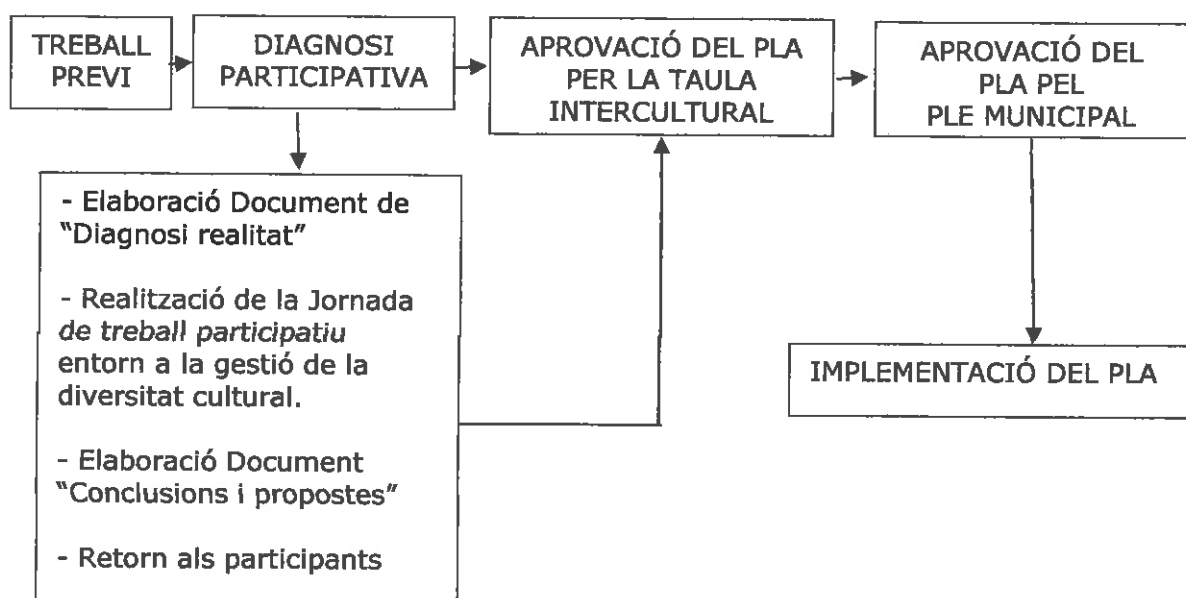 TREBALL
PREVI
DIAGNOSI
PARTICIPATIVA
APROVACIÓ DEL PLA
PER LA TAULA
INTERCULTURAL
APROVACIÓ DEL
PLA PEL
PLE MUNICIPAL
- Elaboració Document de
"Diagnosi realitat"
- Realització de la Jornada
de treball participatiu
entorn a la gestió de la
diversitat cultural.
- Elaboració Document
"Conclusions i propostes"
- Retorn als participants
IMPLEMENTACIÓ DEL PLA